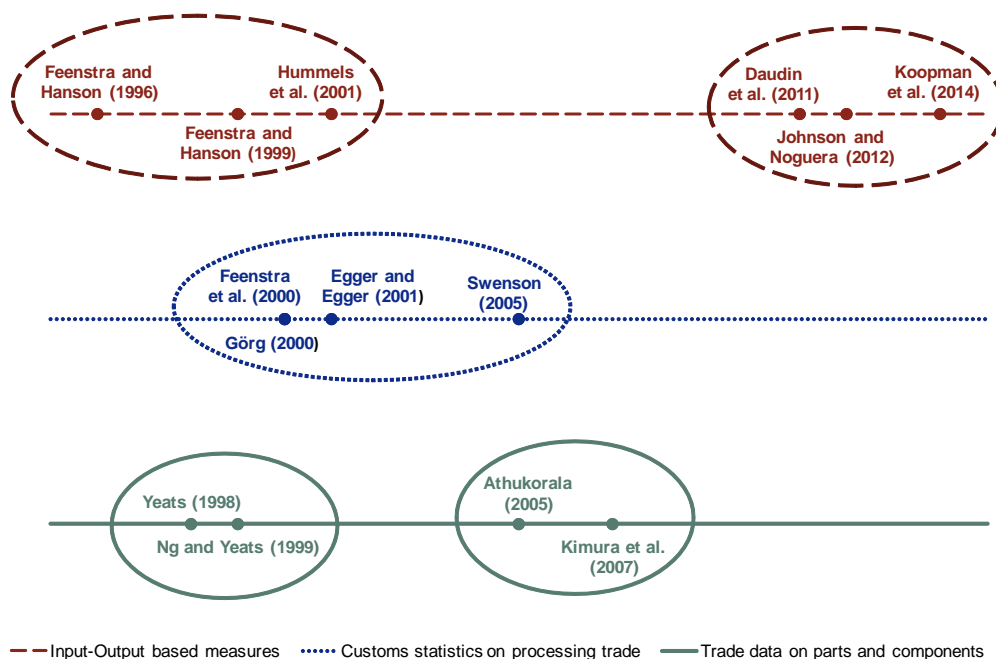 Feenstra and
Hanson (1996)
Hummels
et al. (2001)
Feenstra and
Hanson (1999)
Daudin
et al. (2011)
Koopman
et al. (2014)
Johnson and
Noguera (2012)
Feenstra
et al. (2000)
Egger and
Egger (2001)
Swenson
(2005)
Görg (2000)
Yeats (1998)
Ng and Yeats (1999)
Athukorala
(2005)
Kimura et al.
(2007)
Input-Output based measures
Customs statistics on processing trade
Trade data on parts and components